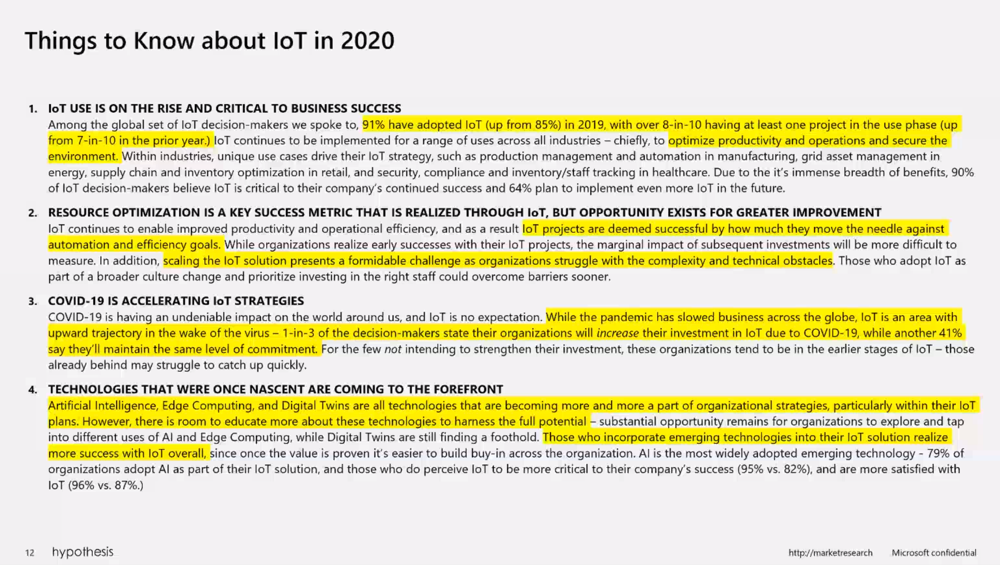 Things to Know about IoT in 2020
1. IoT USE IS ON THE RISE AND CRITICAL TO BUSINESS SUCCESS
Among the global set of IoT decision-makers we spoke to, 91% have adopted IoT (up from 85%) in 2019, with over 8-in-10 having at least one project in the use phase (up
from 7-in-10 in the prior year.) IoT continues to be implemented for a range of uses across all industries – chiefly, to optimize productivity and operations and secure the
environment. Within industries, unique use cases drive their IoT strategy, such as production management and automation in manufacturing, grid asset management in
energy, supply chain and inventory optimization in retail, and security, compliance and inventory/staff tracking in healthcare. Due to the it's immense breadth of benefits, 90%
of IoT decision-makers believe IoT is critical to their company's continued success and 64% plan to implement even more IoT in the future.
2. RESOURCE OPTIMIZATION IS A KEY SUCCESS METRIC THAT IS REALIZED THROUGH IoT, BUT OPPORTUNITY EXISTS FOR GREATER IMPROVEMENT
IoT continues to enable improved productivity and operational efficiency, and as a result IoT projects are deemed successful by how much they move the needle against
automation and efficiency goals. While organizations realize early successes with their IoT projects, the marginal impact of subsequent investments will be more difficult to
measure. In addition, scaling the IoT solution presents a formidable challenge as organizations struggle with the complexity and technical obstacles. Those who adopt IoT as
part of a broader culture change and prioritize investing in the right staff could overcome barriers sooner.
3. COVID-19 IS ACCELERATING IoT STRATEGIES
COVID-19 is having an undeniable impact on the world around us, and IoT is no expectation. While the pandemic has slowed business across the globe, IoT is an area with
upward trajectory in the wake of the virus – 1-in-3 of the decision-makers state their organizations will increase their investment in IoT due to COVID-19, while another 41%
say they'll maintain the same level of commitment. For the few not intending to strengthen their investment, these organizations tend to be in the earlier stages of IoT – those
already behind may struggle to catch up quickly.
4. TECHNOLOGIES THAT WERE ONCE NASCENT ARE COMING TO THE FOREFRONT
Artificial Intelligence, Edge Computing, and Digital Twins are all technologies that are becoming more and more a part of organizational strategies, particularly within their IoT
plans. However, there is room to educate more about these technologies to harness the full potential – substantial opportunity remains for organizations to explore and tap
into different uses of AI and Edge Computing, while Digital Twins are still finding a foothold. Those who incorporate emerging technologies into their IoT solution realize
more success with IoT overall, since once the value is proven it's easier to build buy-in across the organization. AI is the most widely adopted emerging technology - 79% of
organizations adopt AI as part of their IoT solution, and those who do perceive IoT to be more critical to their company's success (95% vs. 82%), and are more satisfied with
IoT (96% vs. 87%.)
12 hypothesis http://marketresearch Microsoft confidential